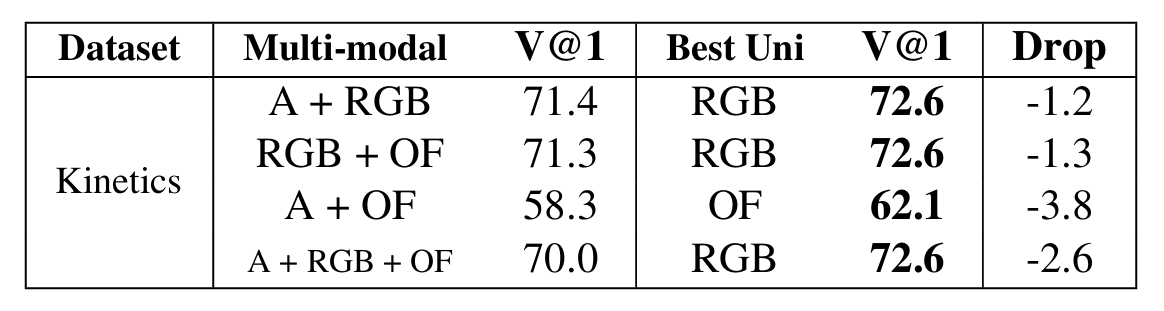 Dataset Multi-modal V@1 Best Uni V@1 Drop
A + RGB 71.4 RGB 72.6 -1.2
RGB + OF 71.3 RGB 72.6 -1.3
Kinetics
A + OF 58.3 OF 62.1 -3.8
A + RGB + OF 70.0 RGB 72.6 -2.6